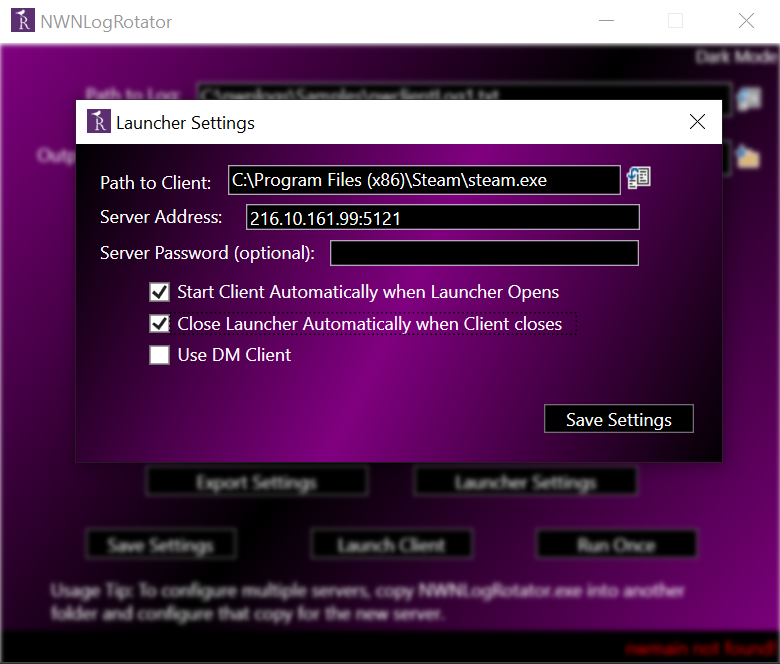 NWNLogRotator
Dark Mode
Path to Log: C:\nwnlogs\Samples\nwclientLog1.txt
Launcher Settings
Path to Client: C:\Program Files (x86)\Steam\steam.exe
Server Address: 216.10.161.99:5121
Server Password (optional):
Start Client Automatically when Launcher Opens
Close Launcher Automatically when Client closes
Use DM Client
Save Settings
Export Settings Launcher Settings
Save Settings Launch Client Run Once
Usage Tip: To configure multiple servers, copy NWNLogRotator.exe into another
folder and configure that copy for the new server.
nwmain not found!